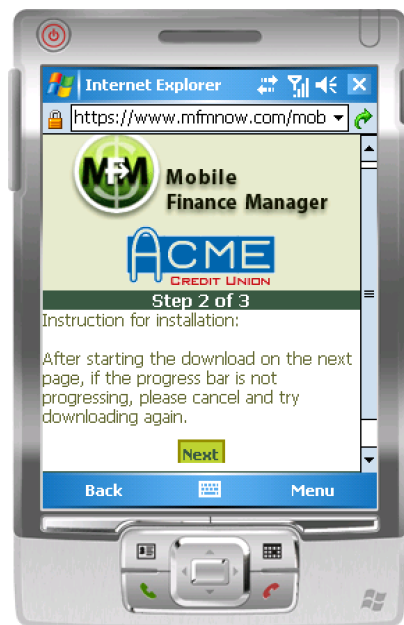 Internet Explorer
https://www.mfmnow.com/mob
MFM
Mobile
Finance Manager
ACME
CREDIT UNION
Step 2 of 3
Instruction for installation:
After starting the download on the next
page, if the progress bar is not
progressing, please cancel and try
downloading again.
Next
Back Menu